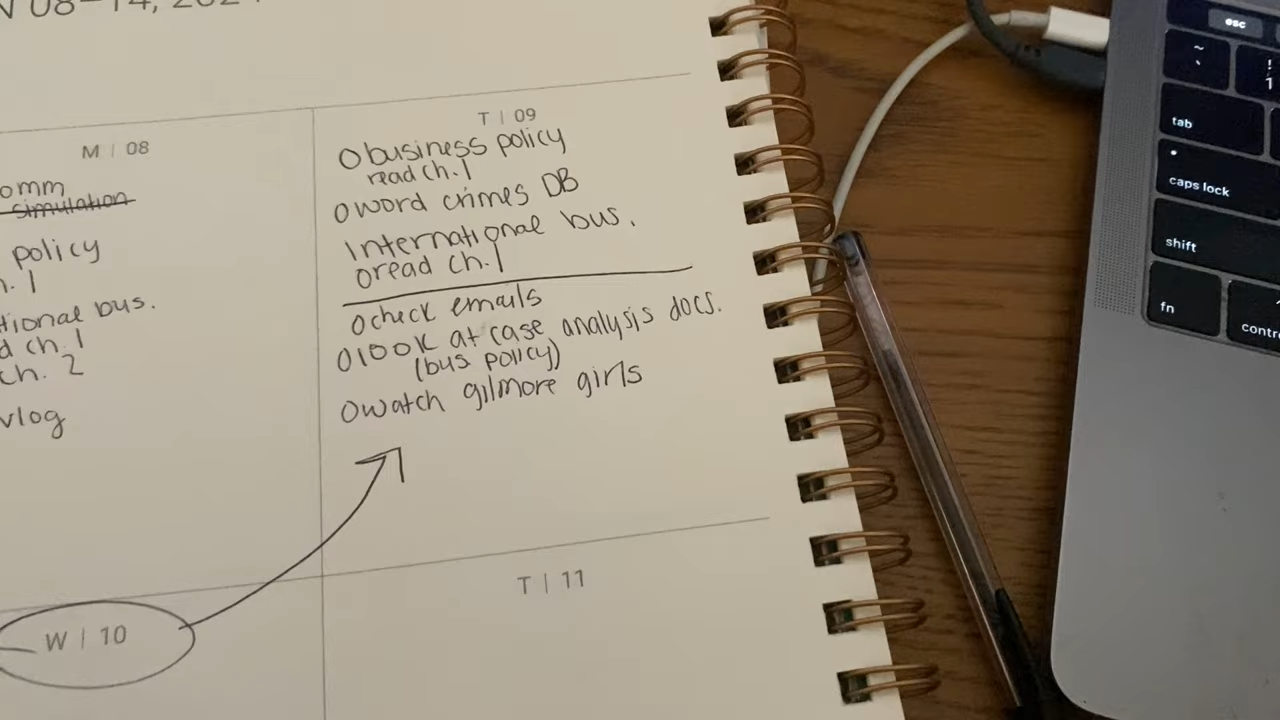 08-14, 202
M | 08
omm
simulation
policy
h. 1
tional bus.
d ch. 1
ch. 2
vlog
T | 09
o business policy
read ch. 1
o word crimes DB
International bus.
o read ch. 1
o check emails
o look at case analysis docs.
(bus policy)
o watch gilmore girls
W | 10
T | 11
esc
~
`
!
1
tab
caps lock
shift
fn
contro